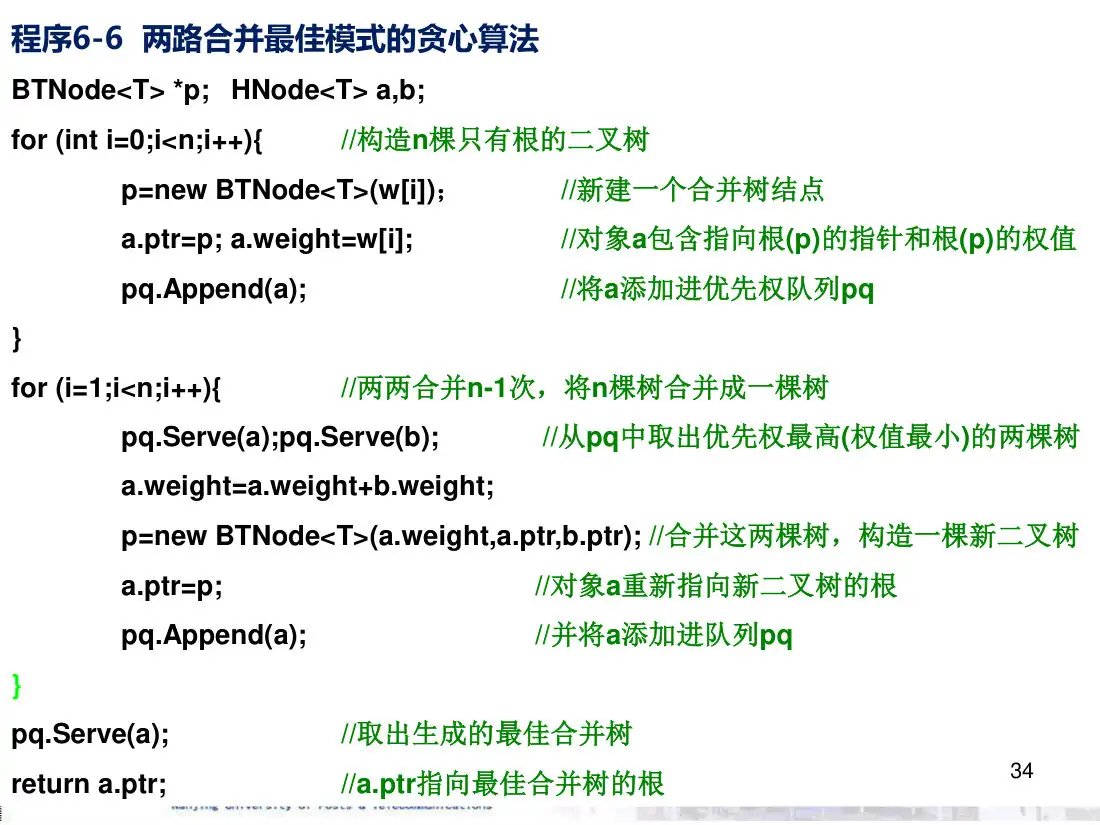 程序6-6 两路合并最佳模式的贪心算法
BTNode<T> *p; HNode<T> a,b;
for (int i=0;i<n;i++){ //构造n棵只有根的二叉树
p=new BTNode<T>(w[i])； //新建一个合并树结点
a.ptr=p; a.weight=w[i]; //对象a包含指向根(p)的指针和根(p)的权值
pq.Append(a); //将a添加进优先权队列pq
}
for (i=1;i<n;i++){ //两两合并n-1次，将n棵树合并成一棵树
pq.Serve(a);pq.Serve(b); //从pq中取出优先权最高(权值最小)的两棵树
a.weight=a.weight+b.weight;
p=new BTNode<T>(a.weight,a.ptr,b.ptr); //合并这两棵树，构造一棵新二叉树
a.ptr=p; //对象a重新指向新二叉树的根
pq.Append(a); //并将a添加进队列pq
}
pq.Serve(a); //取出生成的最佳合并树
return a.ptr; //a.ptr指向最佳合并树的根
34
Nanjing University of Posts & Telecommunications